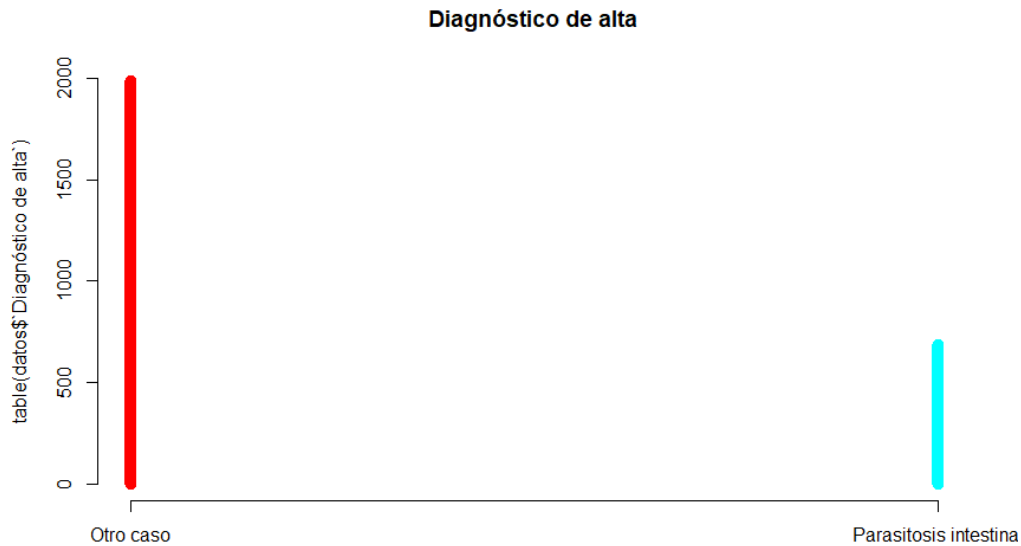 Diagnóstico de alta
table(datos$`Diagnóstico de alta`)
2000
1500
1000
500
0
Otro caso
Parasitosis intestina